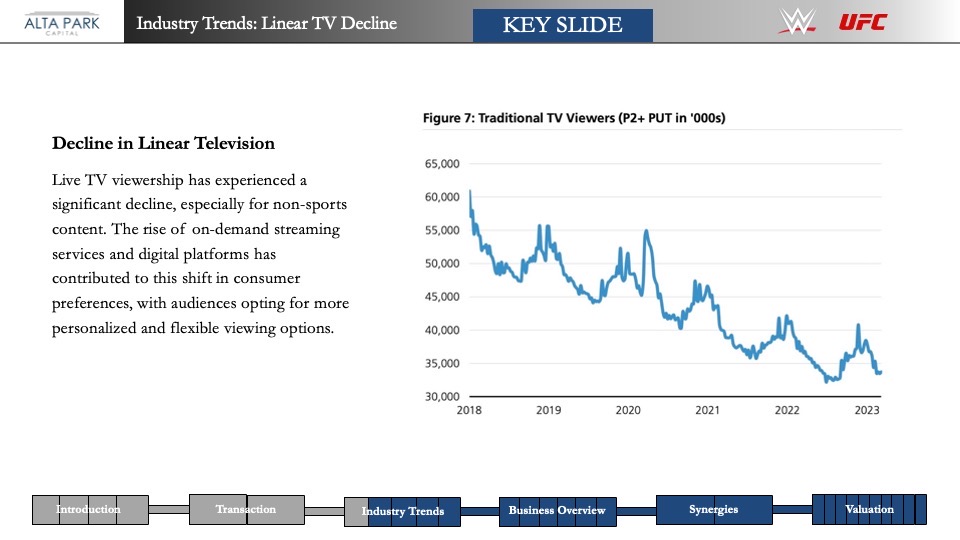 ALTA PARK
CAPITAL
Industry Trends: Linear TV Decline
KEY SLIDE
W
UFC
Decline in Linear Television
Live TV viewership has experienced a
significant decline, especially for non-sports
content. The rise of on-demand streaming
services and digital platforms has
contributed to this shift in consumer
preferences, with audiences opting for more
personalized and flexible viewing options.
Figure 7: Traditional TV Viewers (P2+ PUT in '000s)
65,000
60,000
55,000
50,000
45,000
40,000
35,000
30,000
2018
2019
2020
2021
2022
2023
Introduction
Transaction
Industry Trends
Business Overview
Synergies
Valuation